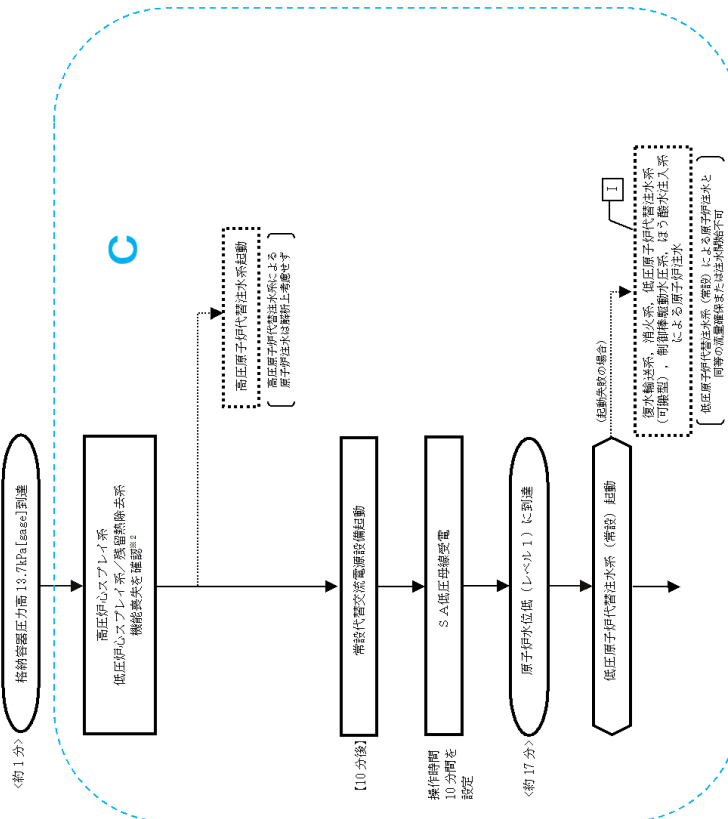 <約1分>
格納容器圧力高 13.7kPa[gage]到達
C
高圧炉心スプレイ系
低圧炉心スプレイ系/残留熱除去系
機能喪失を確認※2
高圧原子炉代替注水系起動
高圧原子炉代替注水系による
原子炉注水は解析上考慮せず
【10分後】
常設代替交流電源設備起動
操作時間
10分間を
設定
SA低圧母線受電
<約17分>
原子炉水位低(レベル1)に到達
低圧原子炉代替注水系(常設)起動
(起動失敗の場合)
I
復水輸送系,消火系,低圧原子炉代替注水系
(可搬型),制御棒駆動水圧系,ほう酸水注入系
による原子炉注水
低圧原子炉代替注水系(常設)による原子炉注水と
同等の流量確保または注水開始不可